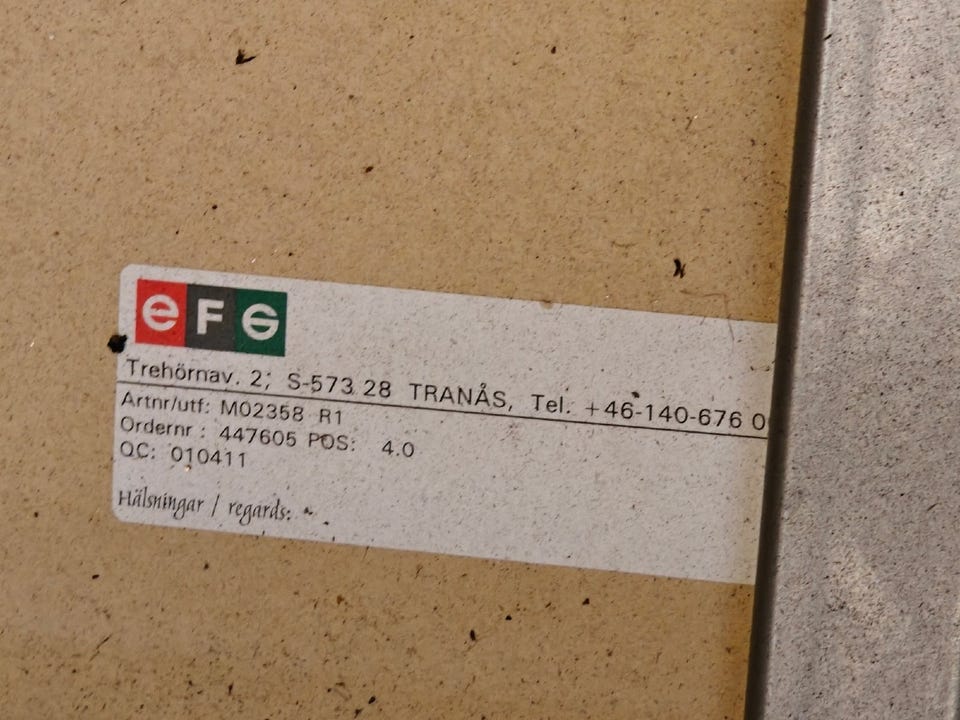 eFG
Trehörnav. 2; S-573 28 TRANÅS, Tel. +46-140-676 0
Artnr/utf: M02358 R1
Ordernr : 447605 POS: 4.0
QC: 010411
Hälsningar / regards: